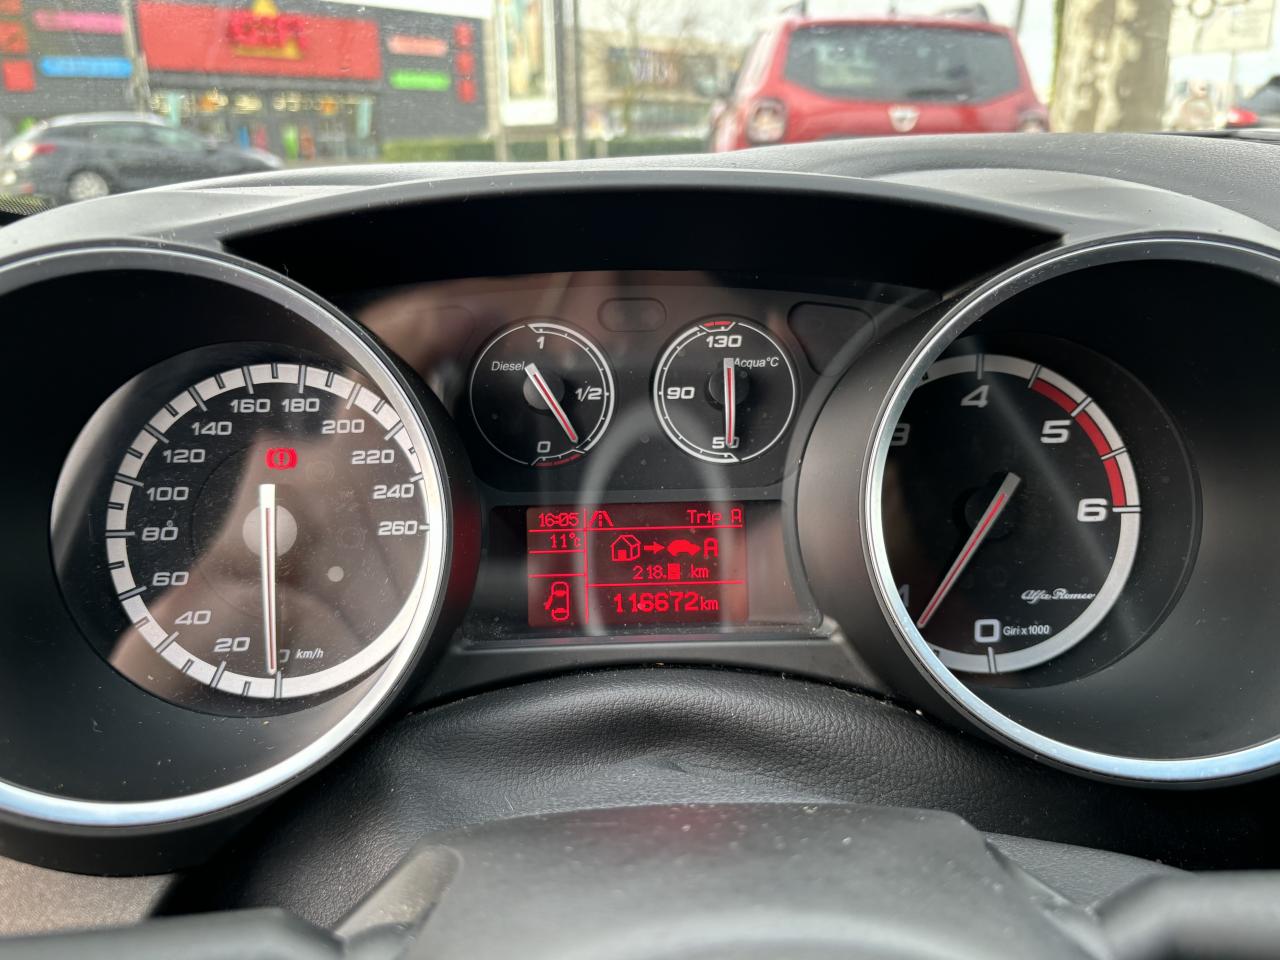 160 180
140 200
120 220
100 240
80 260
60
40
20
0 km/h
1
Diesel
1/2
0
130
Acqua°C
90
50
16:05 Trip A
11°c
A
218. km
116672km
4
3 5
6
Alfa Romeo
0 Giri x 1000